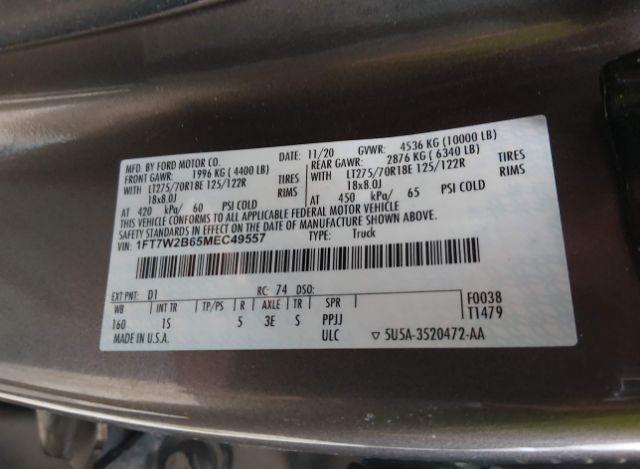 MFD. BY FORD MOTOR CO.
DATE: 11/20 GVWR: 4536 KG (10000 LB)
FRONT GAWR: 1996 KG ( 4400 LB)
REAR GAWR: 2876 KG ( 6340 LB)
WITH LT275/70R18E 125/122R TIRES
WITH LT275/70R18E 125/122R TIRES
18x8.0J RIMS
18x8.0J RIMS
AT 420 kPa/ 60 PSI COLD
AT 450 kPa/ 65 PSI COLD
THIS VEHICLE CONFORMS TO ALL APPLICABLE FEDERAL MOTOR VEHICLE
SAFETY STANDARDS IN EFFECT ON THE DATE OF MANUFACTURE SHOWN ABOVE.
VIN: 1FT7W2B65MEC49557 TYPE: Truck
EXT PNT: D1 RC: 74 DSO:
WB INT TR TP/PS R AXLE TR SPR
160 1S 5 3E S PPJJ
F0038
T1479
MADE IN U.S.A. ULC ▽ 5U5A-3520472-AA